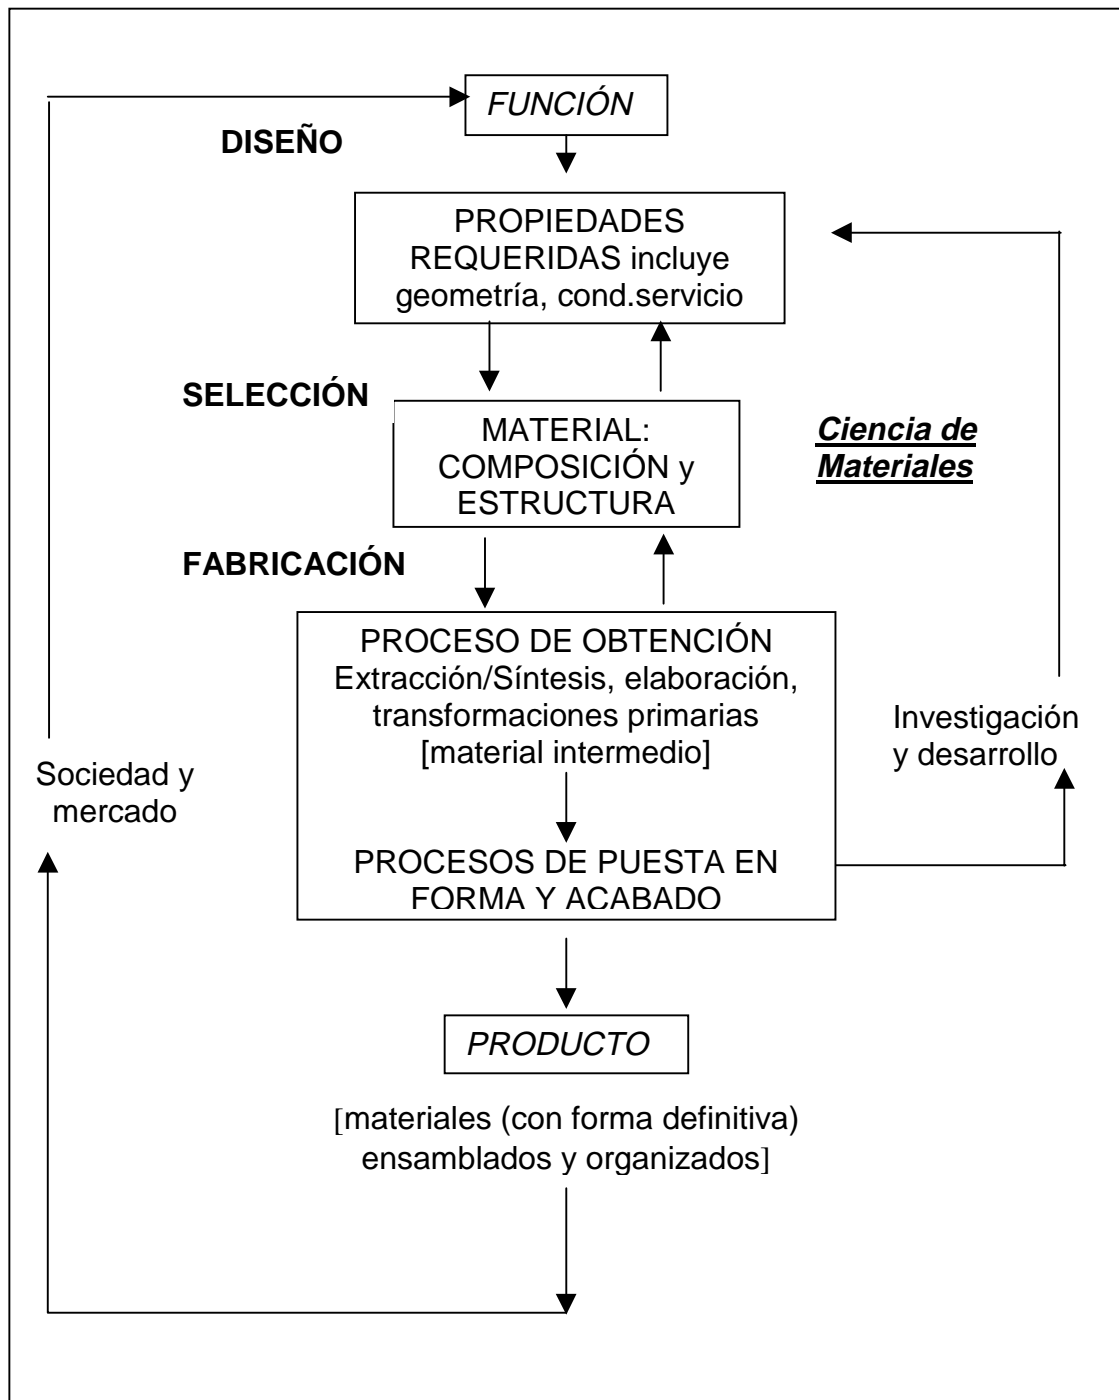 FUNCIÓN
DISEÑO
PROPIEDADES
REQUERIDAS incluye
geometría, cond.servicio
SELECCIÓN
MATERIAL:
COMPOSICIÓN y
ESTRUCTURA
Ciencia de
Materiales
FABRICACIÓN
PROCESO DE OBTENCIÓN
Extracción/Síntesis, elaboración,
transformaciones primarias
[material intermedio]
Investigación
y desarrollo
Sociedad y
mercado
PROCESOS DE PUESTA EN
FORMA Y ACABADO
PRODUCTO
[materiales (con forma definitiva)
ensamblados y organizados]